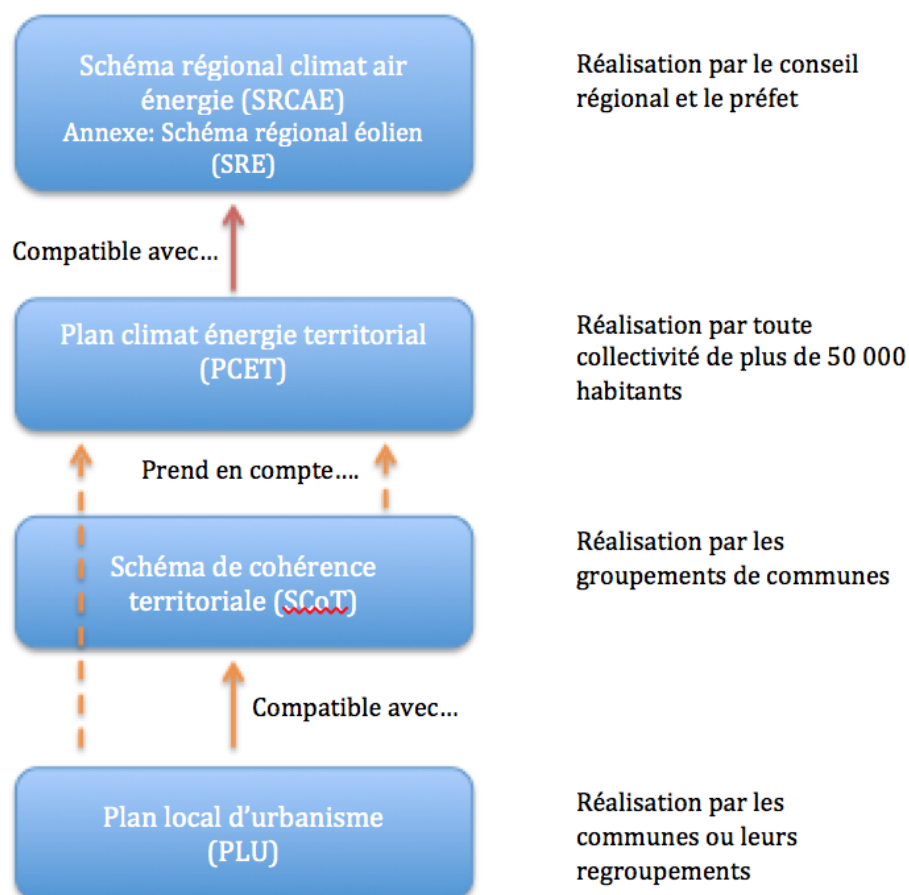 Schéma régional climat air
énergie (SRCAE)
Annexe: Schéma régional éolien
(SRE)
Réalisation par le conseil
régional et le préfet
Compatible avec...
Plan climat énergie territorial
(PCET)
Réalisation par toute
collectivité de plus de 50 000
habitants
Prend en compte....
Schéma de cohérence
territoriale (SCoT)
Réalisation par les
groupements de communes
Compatible avec...
Plan local d'urbanisme
(PLU)
Réalisation par les
communes ou leurs
regroupements